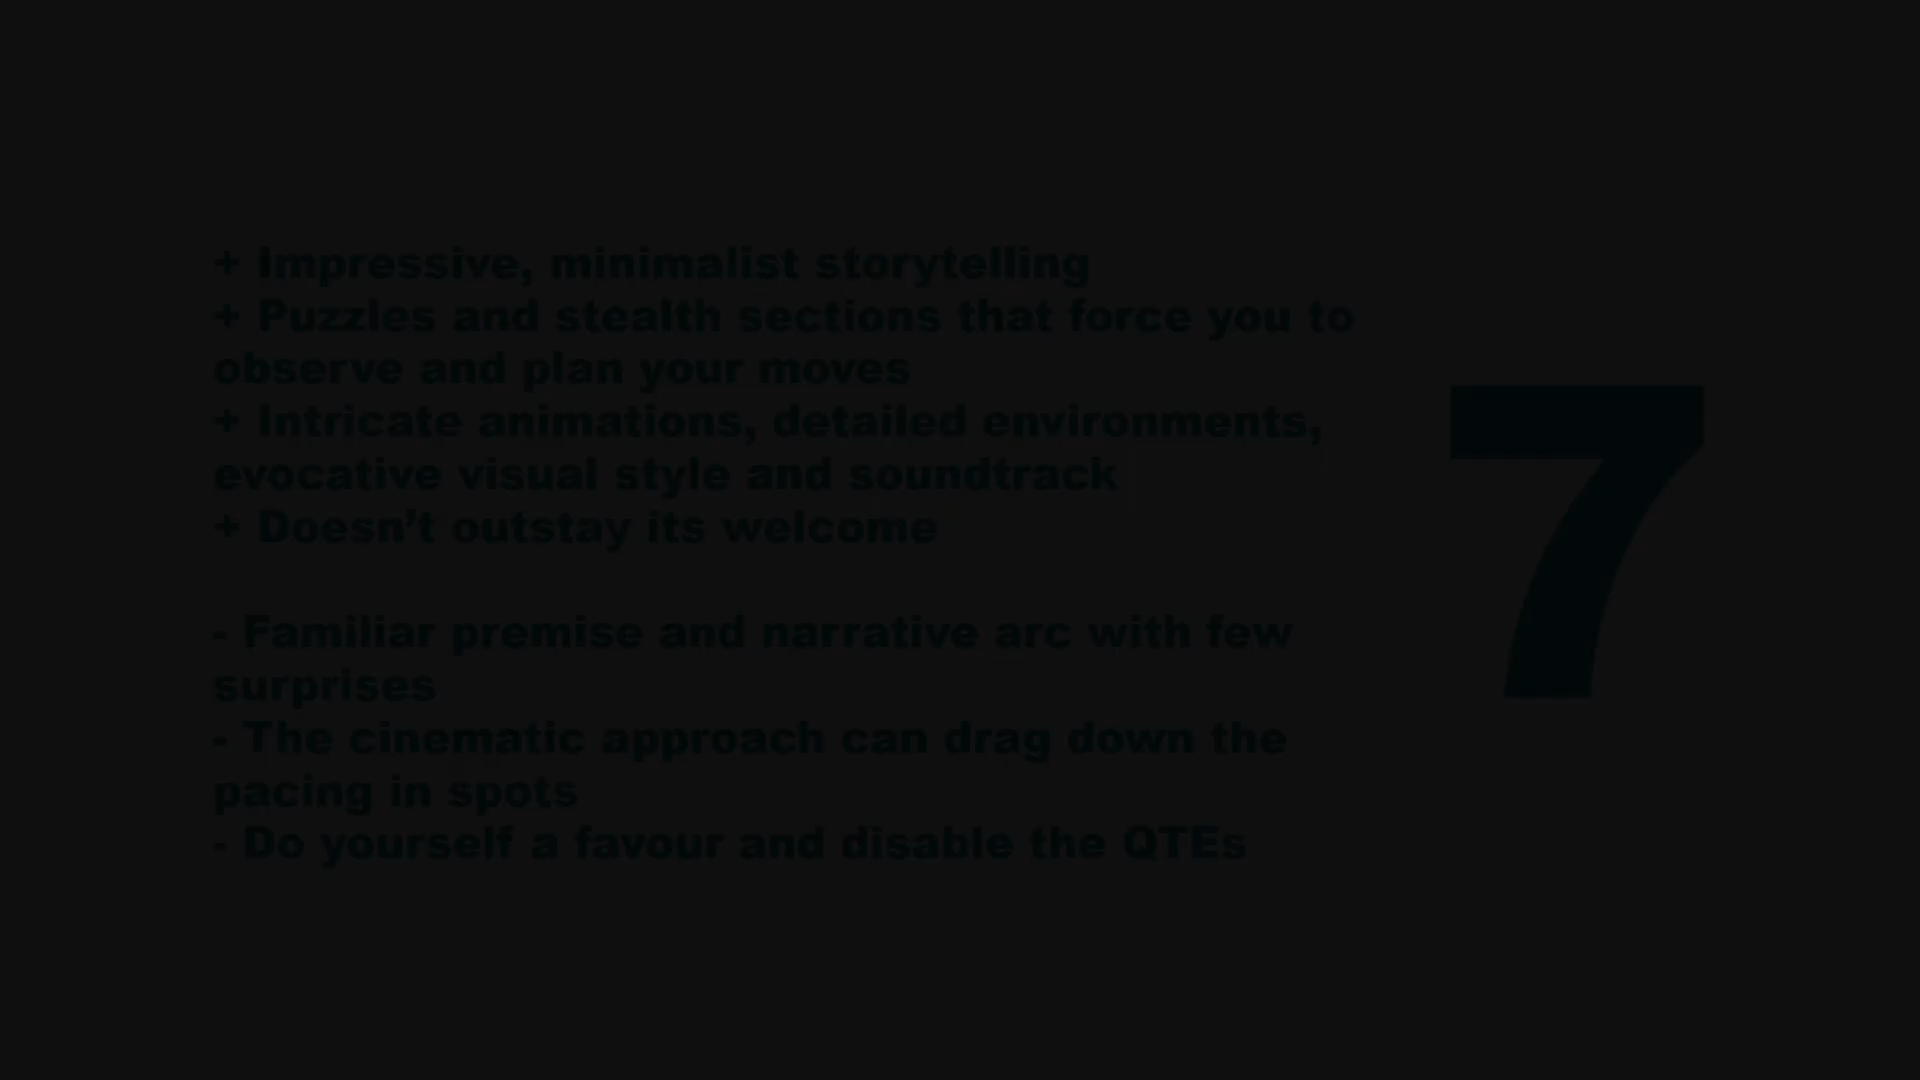 + Impressive, minimalist storytelling
+ Puzzles and stealth sections that force you to
observe and plan your moves
+ Intricate animations, detailed environments,
evocative visual style and soundtrack
+ Doesn’t outstay its welcome
- Familiar premise and narrative arc with few
surprises
- The cinematic approach can drag down the
pacing in spots
- Do yourself a favour and disable the QTEs
7